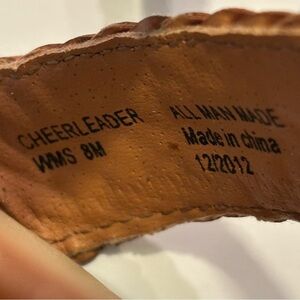 CHEERLEADER
WMS 8M
ALL MAN MADE
Made in china
12/2012